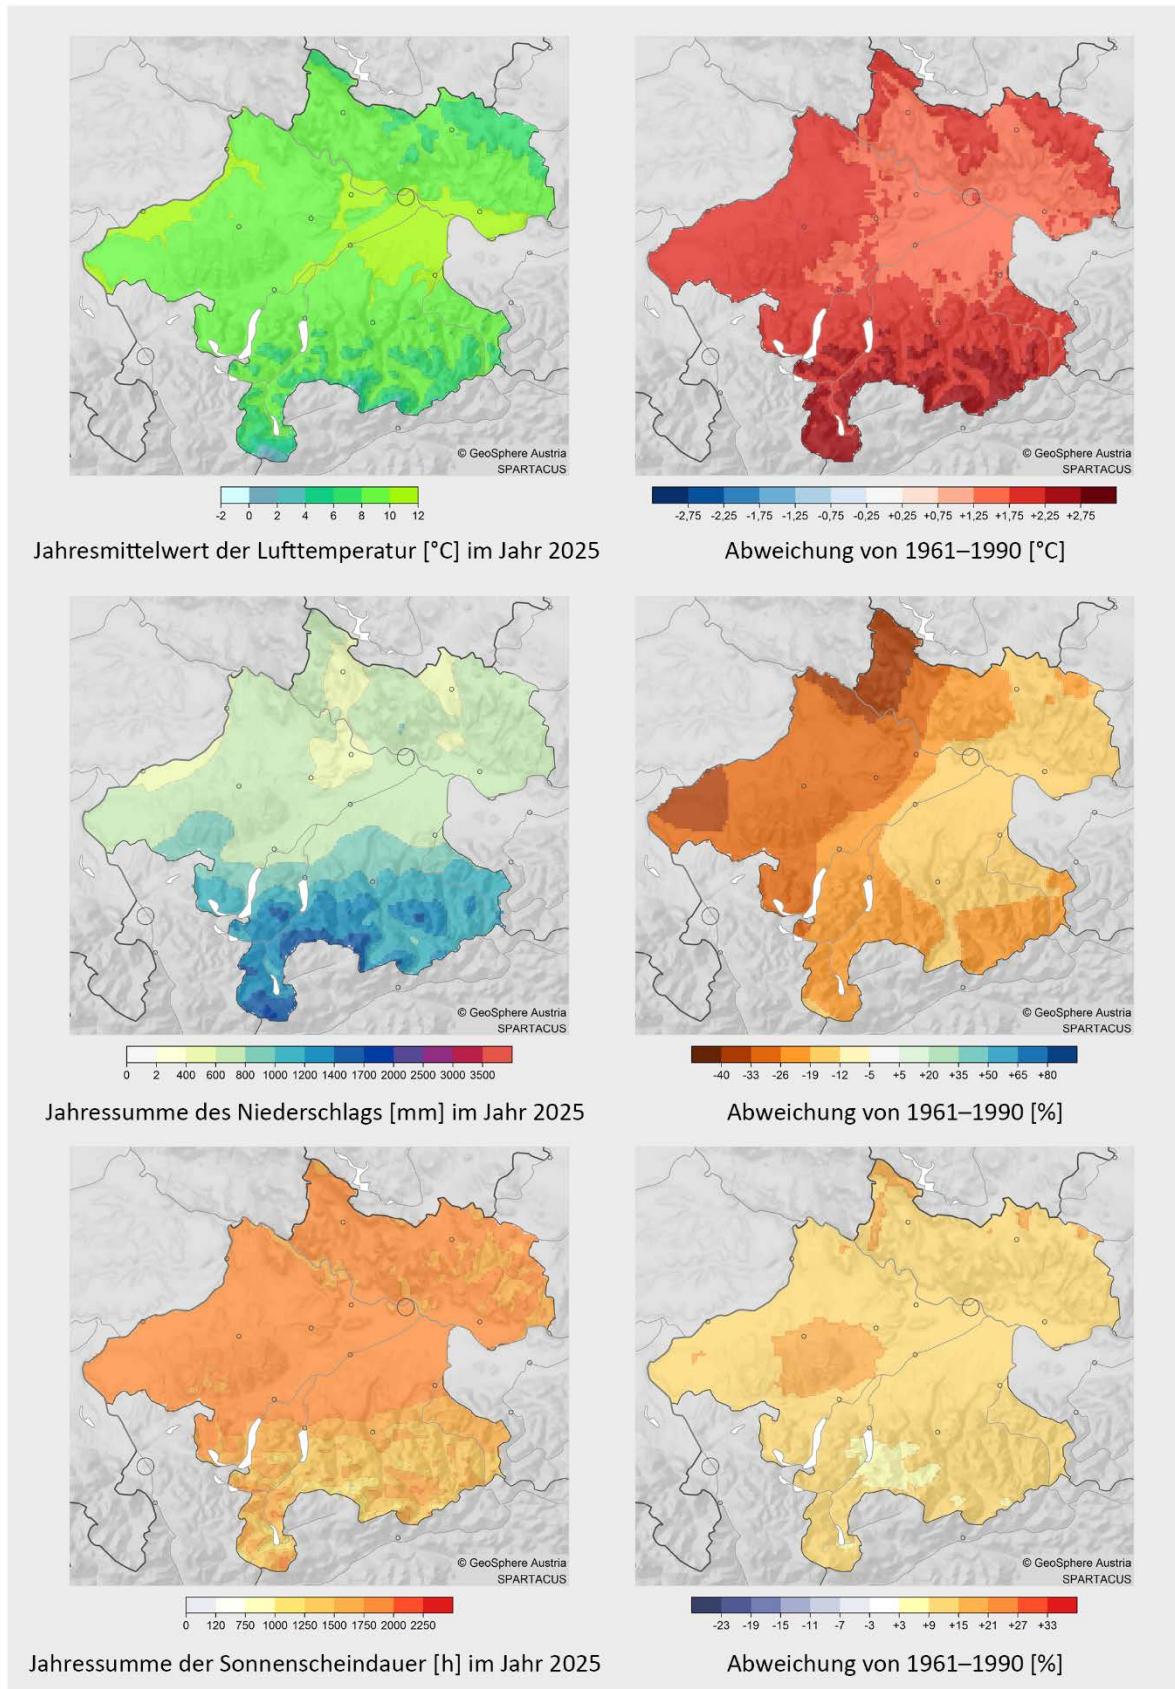 © GeoSphere Austria
SPARTACUS
© GeoSphere Austria
SPARTACUS
-2 0 2 4 6 8 10 12
-2,75 -2,25 -1,75 -1,25 -0,75 -0,25 +0,25 +0,75 +1,25 +1,75 +2,25 +2,75
Jahresmittelwert der Lufttemperatur [°C] im Jahr 2025
Abweichung von 1961–1990 [°C]
© GeoSphere Austria
SPARTACUS
© GeoSphere Austria
SPARTACUS
0 2 400 600 800 1000 1200 1400 1700 2000 2500 3000 3500
-40 -33 -26 -19 -12 -5 +5 +20 +35 +50 +65 +80
Jahressumme des Niederschlags [mm] im Jahr 2025
Abweichung von 1961–1990 [%]
© GeoSphere Austria
SPARTACUS
© GeoSphere Austria
SPARTACUS
0 120 750 1000 1250 1500 1750 2000 2250
-23 -19 -15 -11 -7 -3 +3 +9 +15 +21 +27 +33
Jahressumme der Sonnenscheindauer [h] im Jahr 2025
Abweichung von 1961–1990 [%]